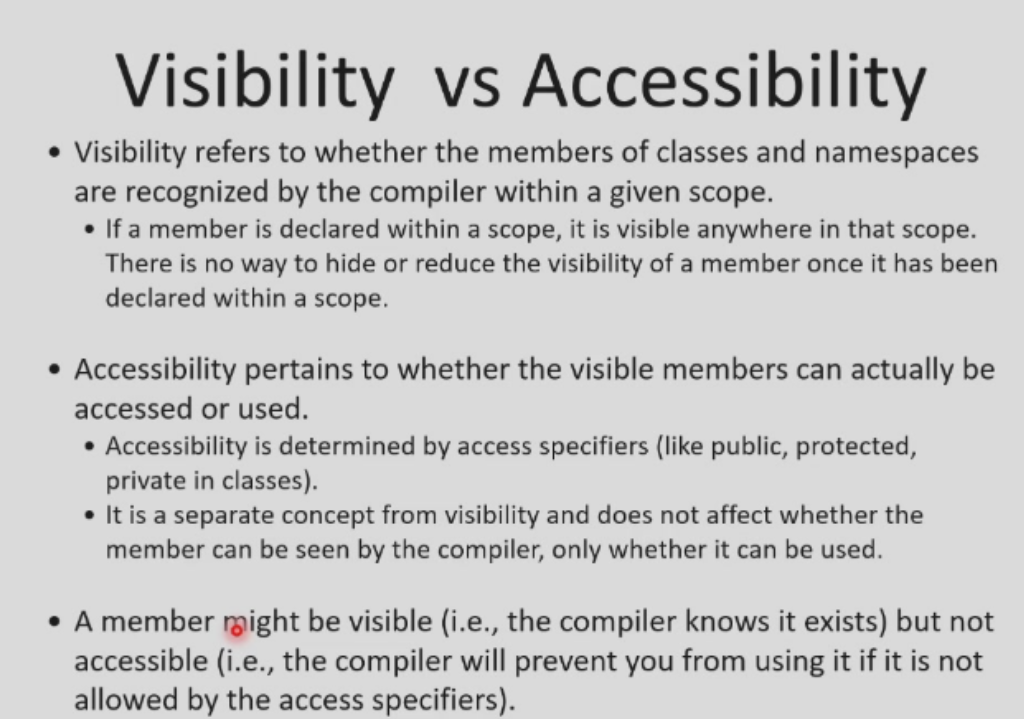 Visibility vs Accessibility
• Visibility refers to whether the members of classes and namespaces
are recognized by the compiler within a given scope.
• If a member is declared within a scope, it is visible anywhere in that scope.
There is no way to hide or reduce the visibility of a member once it has been
declared within a scope.
• Accessibility pertains to whether the visible members can actually be
accessed or used.
• Accessibility is determined by access specifiers (like public, protected,
private in classes).
• It is a separate concept from visibility and does not affect whether the
member can be seen by the compiler, only whether it can be used.
• A member might be visible (i.e., the compiler knows it exists) but not
accessible (i.e., the compiler will prevent you from using it if it is not
allowed by the access specifiers).